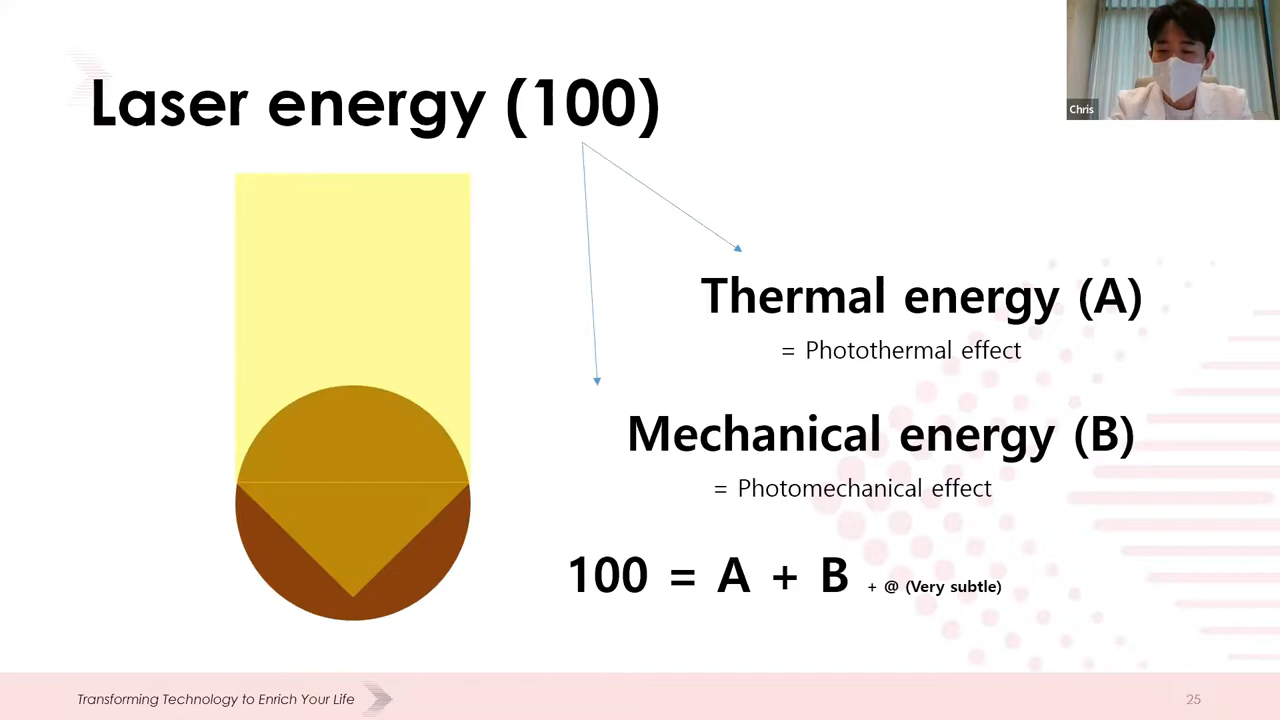 Laser energy (100)
Chris
Thermal energy (A)
= Photothermal effect
Mechanical energy (B)
= Photomechanical effect
100 = A + B + @ (Very subtle)
Transforming Technology to Enrich Your Life
25